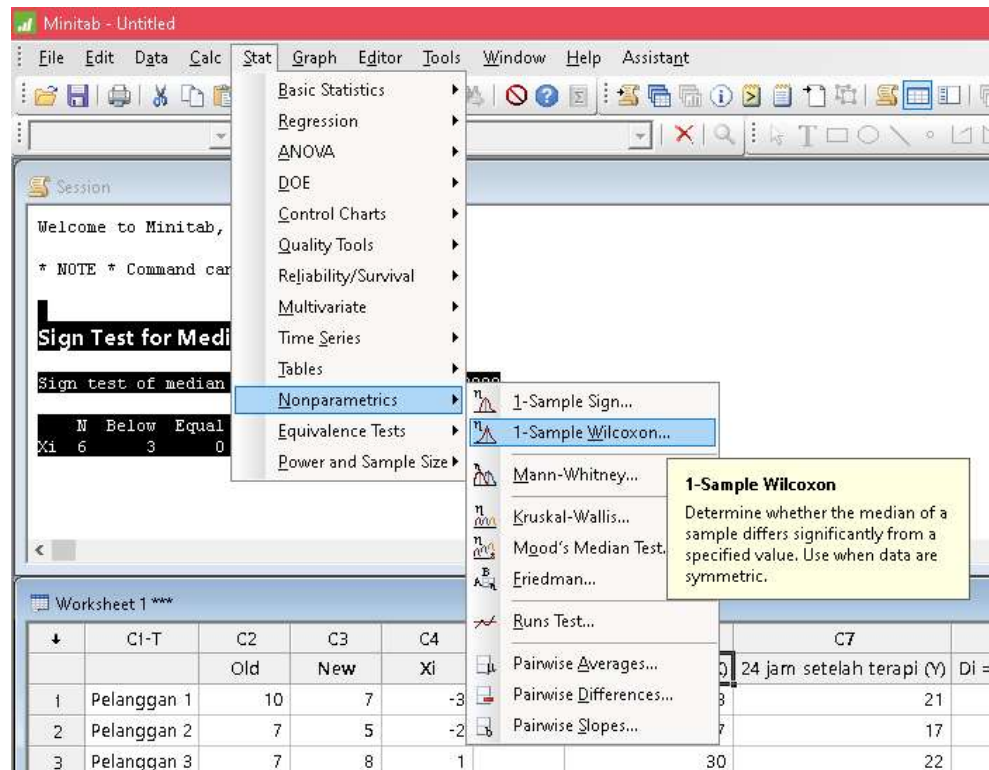 Minitab - Untitled
File Edit Data Calc Stat Graph Editor Tools Window Help Assistant
Basic Statistics
Regression
ANOVA
DOE
Control Charts
Quality Tools
Reliability/Survival
Multivariate
Time Series
Tables
Nonparametrics
Equivalence Tests
Power and Sample Size
1-Sample Sign...
1-Sample Wilcoxon...
Mann-Whitney...
Kruskal-Wallis...
Mood's Median Test.
Friedman...
Runs Test...
Pairwise Averages...
Pairwise Differences...
Pairwise Slopes...
1-Sample Wilcoxon
Determine whether the median of a
sample differs significantly from a
specified value. Use when data are
symmetric.
Session
Welcome to Minitab,
* NOTE * Command
Sign Test for
Sign test of median
N Below Equal
Xi 6 3 0
Worksheet 1 ***
C1-T C2 C3 C4 C7
Old New Xi ) 24 jam setelah terapi (Y) Di =
1 Pelanggan 1 10 7 -3 21
2 Pelanggan 2 7 5 -2 17
3 Pelanggan 3 7 8 1 30 22